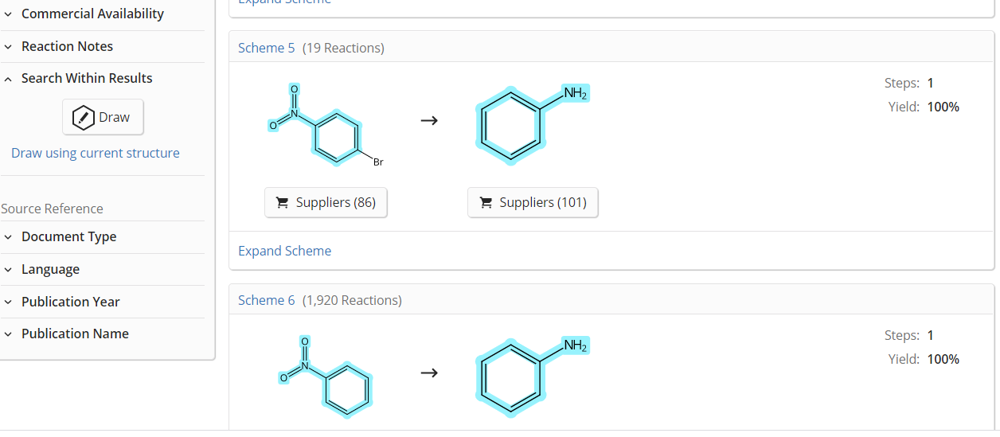 Commercial Availability
Reaction Notes
Search Within Results
Draw
Draw using current structure
Source Reference
Document Type
Language
Publication Year
Publication Name
Expand Scheme
Scheme 5 (19 Reactions)
O
N
O
Br
NH2
Steps: 1
Yield: 100%
Suppliers (86)
Suppliers (101)
Expand Scheme
Scheme 6 (1,920 Reactions)
O
N
O
NH2
Steps: 1
Yield: 100%